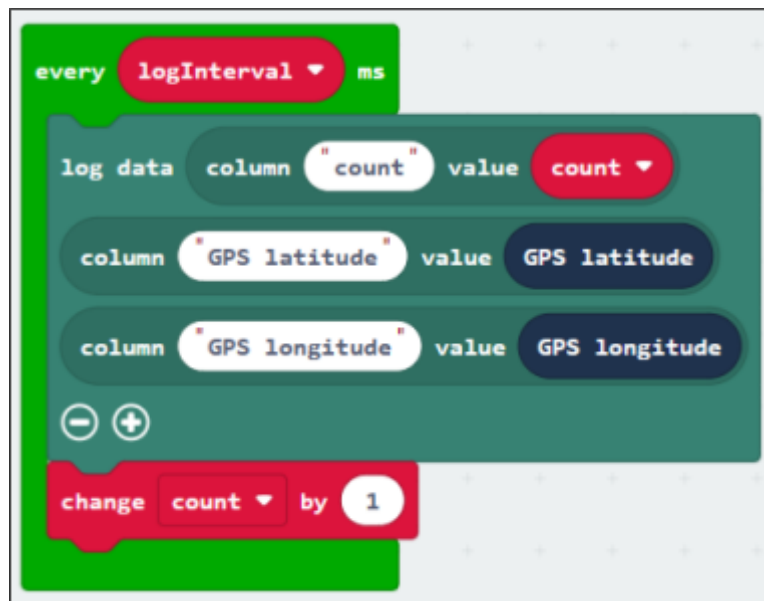 every logInterval ms
log data column "count" value count
column "GPS latitude" value GPS latitude
column "GPS longitude" value GPS longitude
change count by 1